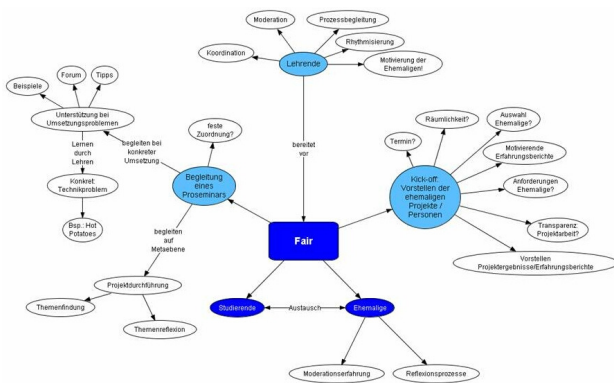 Moderation
Prozessbegleitung
Rhythmisierung
Koordination
Lehrende
Motivierung der
Ehemaligen!
Beispiele
Forum
Tipps
Unterstützung bei
Umsetzungsproblemen
Lernen
durch
Lehren
Konkret:
Technikproblem
Bsp.: Hot
Potatoes
begleiten bei
konkreter
Umsetzung
feste
Zuordnung?
bereitet
vor
Begleitung
eines
Proseminars
begleiten
auf
Metaebene
Projektdurchführung
Themenfindung
Themenreflexion
Räumlichkeit?
Auswahl
Ehemalige?
Termin?
Motivierende
Erfahrungsberichte
Kick-off:
Vorstellen der
ehemaligen
Projekte /
Personen
Anforderungen
Ehemalige?
Transparenz:
Projektarbeit?
Vorstellen
Projektergebnisse/Erfahrungsberichte
Fair
Studierende
Austausch
Ehemalige
Moderationserfahrung
Reflexionsprozesse